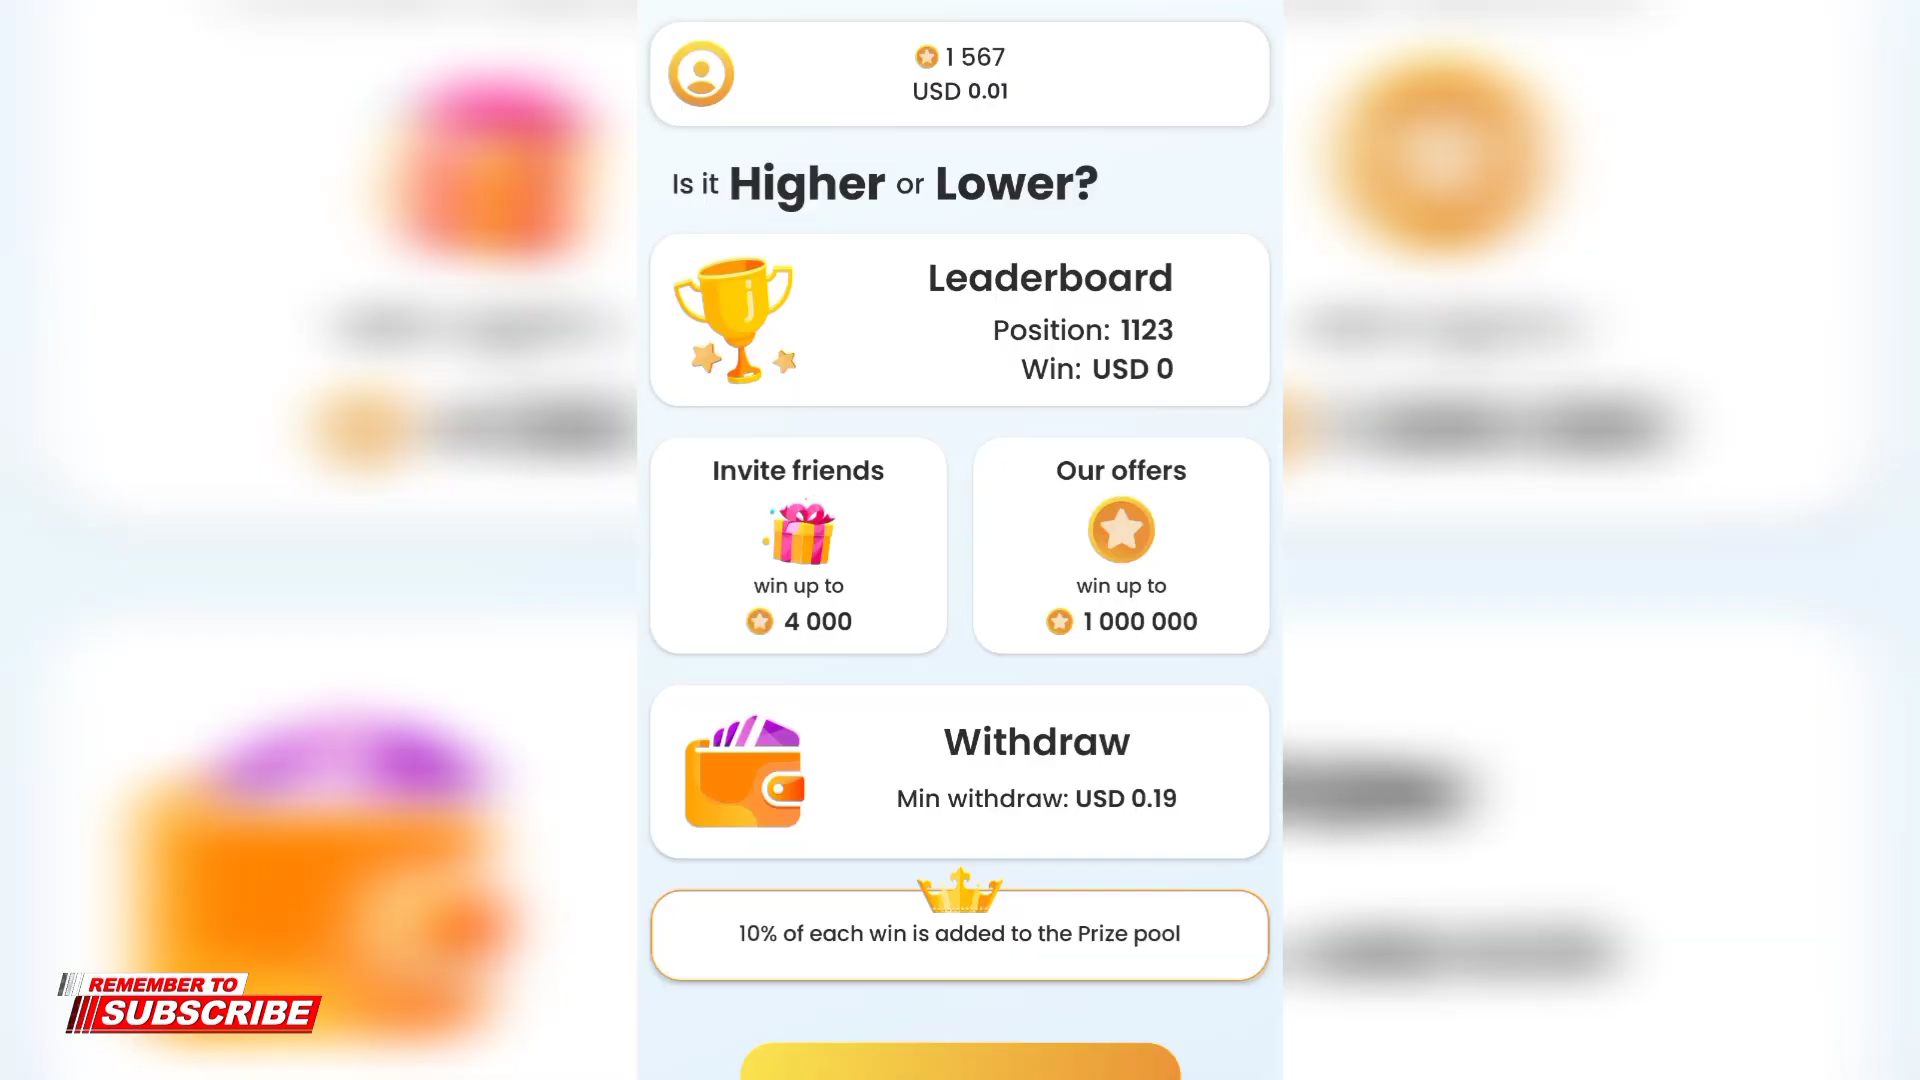 1 567
USD 0.01
Is it Higher or Lower?
Leaderboard
Position: 1123
Win: USD 0
Invite friends
win up to
4 000
Our offers
win up to
1 000 000
Withdraw
Min withdraw: USD 0.19
10% of each win is added to the Prize pool
REMEMBER TO
SUBSCRIBE